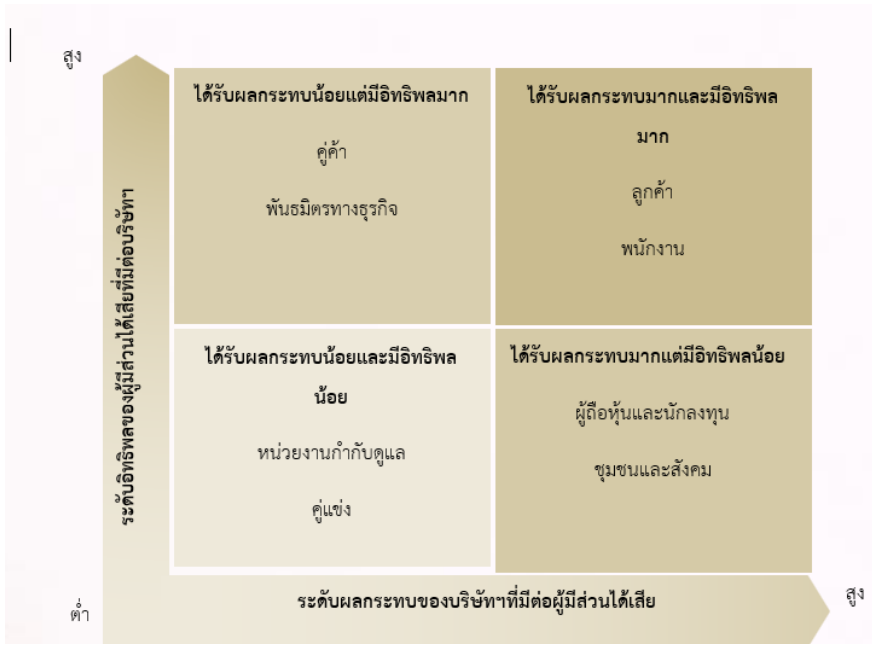 สูง
ระดับอิทธิพลของผู้มีส่วนได้เสียที่มีต่อบริษัทฯ
ได้รับผลกระทบน้อยแต่มีอิทธิพลมาก
คู่ค้า
พันธมิตรทางธุรกิจ
ได้รับผลกระทบมากและมีอิทธิพล
มาก
ลูกค้า
พนักงาน
ได้รับผลกระทบน้อยและมีอิทธิพล
น้อย
หน่วยงานกำกับดูแล
คู่แข่ง
ได้รับผลกระทบมากแต่มีอิทธิพลน้อย
ผู้ถือหุ้นและนักลงทุน
ชุมชนและสังคม
ต่ำ
ระดับผลกระทบของบริษัทฯที่มีต่อผู้มีส่วนได้เสีย
สูง